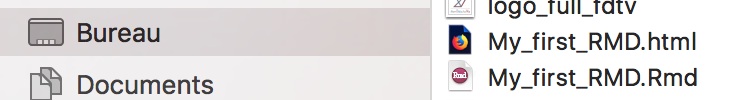 Bureau
Documents
logo_full_fdtv
My_first_RMD.html
My_first_RMD.Rmd
Rmd